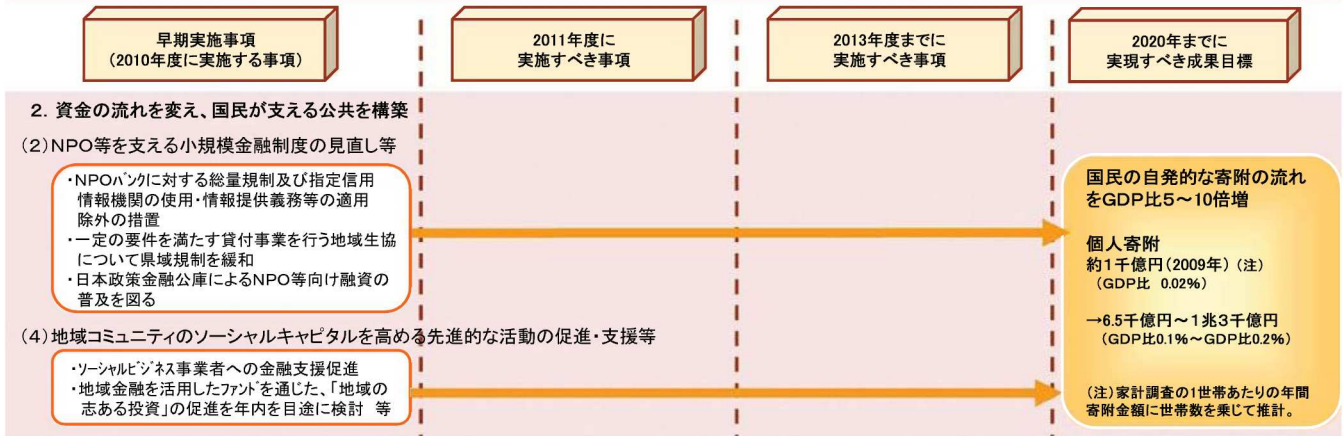 早期実施事項
(2010年度に実施する事項)
2011年度に
実施すべき事項
2013年度までに
実施すべき事項
2020年までに
実現すべき成果目標
2．資金の流れを変え、国民が支える公共を構築
(2)NPO等を支える小規模金融制度の見直し等
・NPOバンクに対する総量規制及び指定信用
情報機関の使用・情報提供義務等の適用
除外の措置
・一定の要件を満たす貸付事業を行う地域生協
について県域規制を緩和
・日本政策金融公庫によるNPO等向け融資の
普及を図る
(4)地域コミュニティのソーシャルキャピタルを高める先進的な活動の促進・支援等
・ソーシャルビジネス事業者への金融支援促進
・地域金融を活用したファンドを通じた、「地域の
志ある投資」の促進を年内を目途に検討 等
国民の自発的な寄附の流れ
をGDP比5～10倍増
個人寄附
約1千億円(2009年) (注)
(GDP比 0.02%)
→6.5千億円～1兆3千億円
(GDP比0.1%～GDP比0.2%)
(注)家計調査の1世帯あたりの年間
寄附金額に世帯数を乗じて推計。